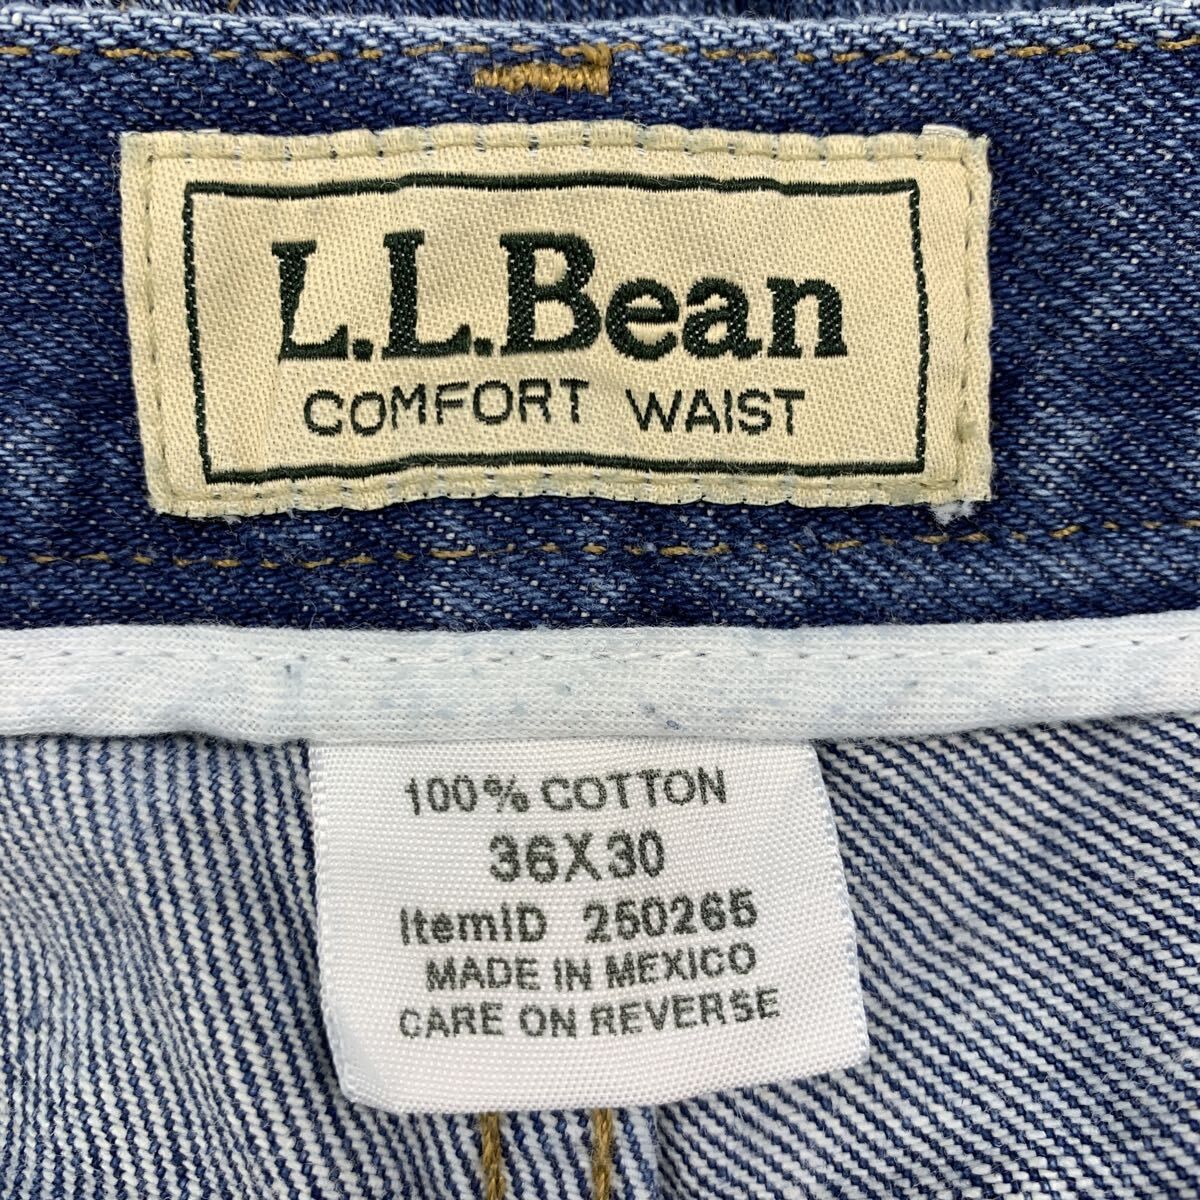 L.L.Bean
COMFORT WAIST
100% COTTON
36X30
ItemID 250265
MADE IN MEXICO
CARE ON REVERSE